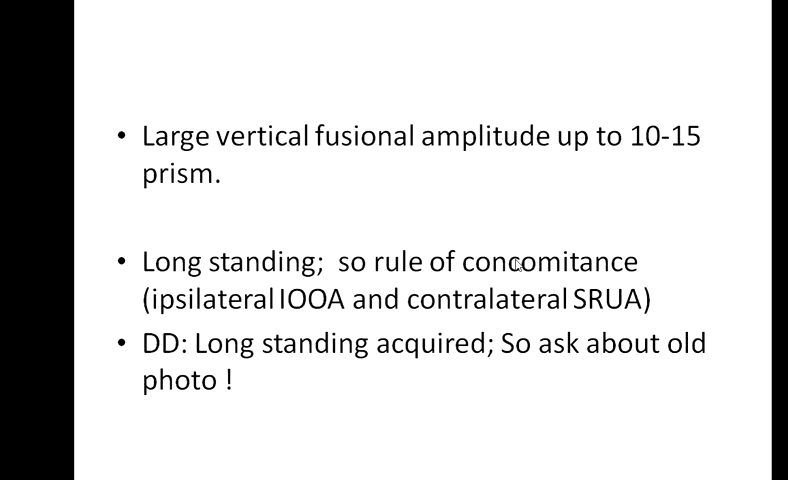 • Large vertical fusional amplitude up to 10-15
prism.
• Long standing; so rule of concomitance
(ipsilateral IOOA and contralateral SRUA)
• DD: Long standing acquired; So ask about old
photo !